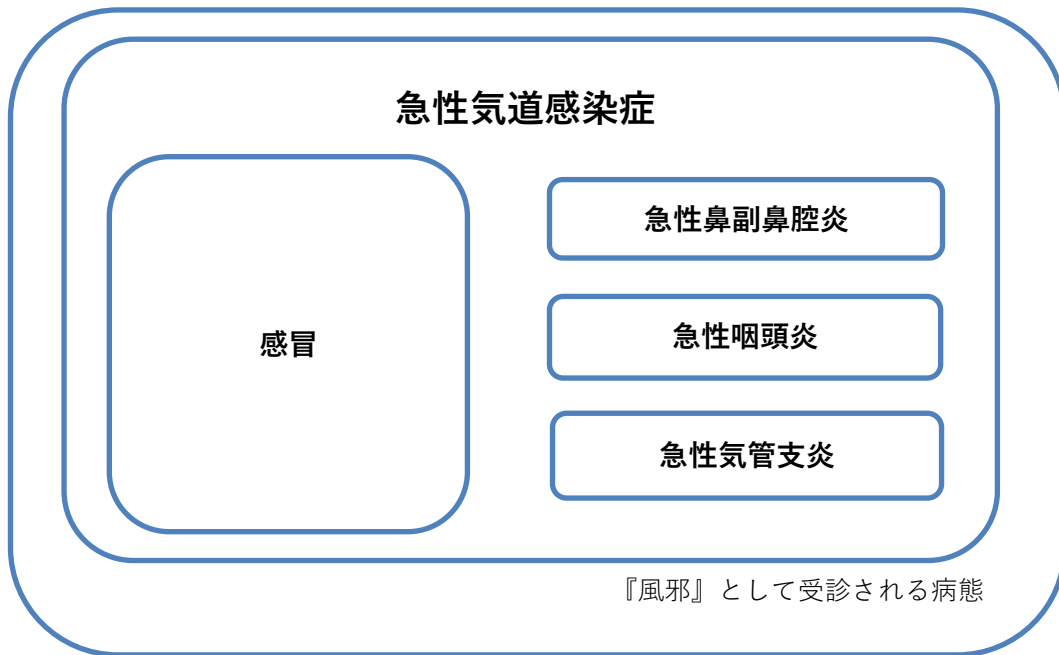 急性気道感染症
感冒
急性鼻副鼻腔炎
急性咽頭炎
急性気管支炎
『風邪』として受診される病態